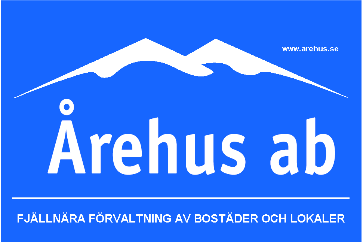 www.arehus.se
Årehus ab
FJÄLLNÄRA FÖRVALTNING AV BOSTÄDER OCH LOKALER